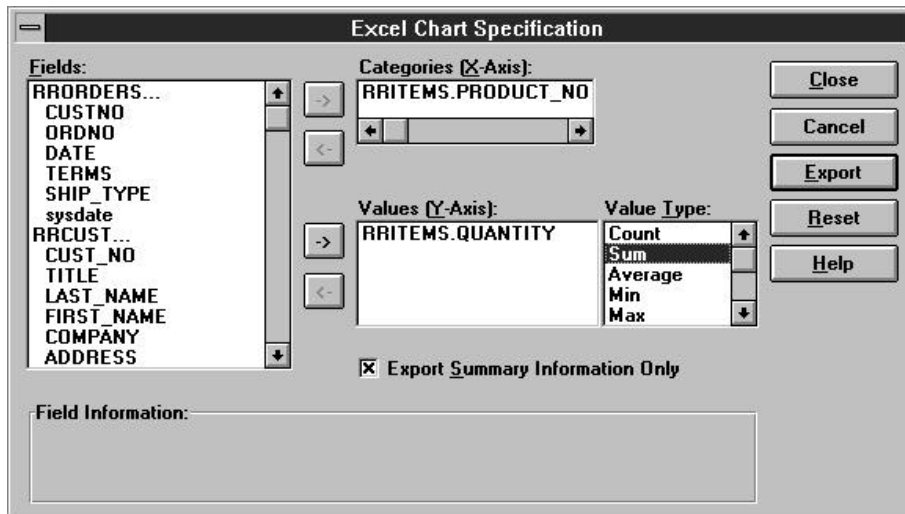 Excel Chart Specification
Fields:
RRORDERS...
CUSTNO
ORDNO
DATE
TERMS
SHIP_TYPE
sysdate
RRCUST...
CUST_NO
TITLE
LAST_NAME
FIRST_NAME
COMPANY
ADDRESS
->
<-
Categories (X-Axis):
RRITEMS.PRODUCT_NO
->
<-
Values (Y-Axis):
RRITEMS.QUANTITY
Value Type:
Count
Sum
Average
Min
Max
Export Summary Information Only
Close
Cancel
Export
Reset
Help
Field Information: